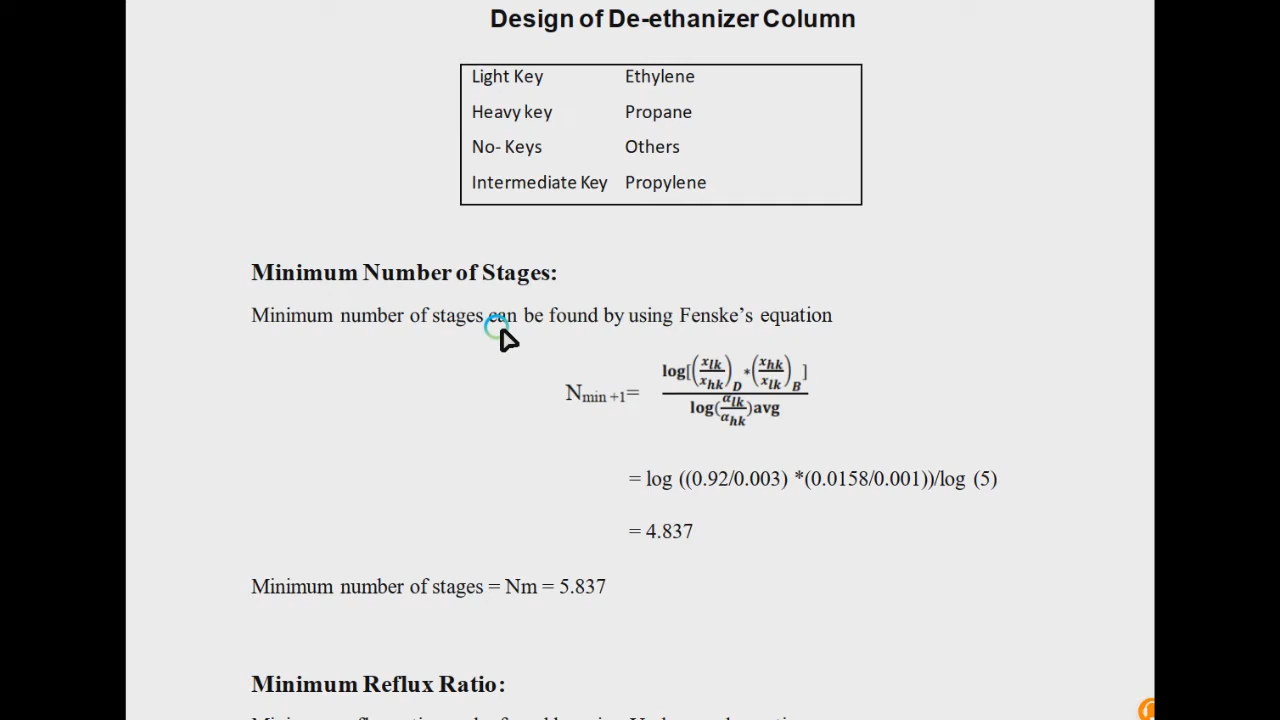 Design of De-ethanizer Column
Light Key Ethylene
Heavy key Propane
No- Keys Others
Intermediate Key Propylene
Minimum Number of Stages:
Minimum number of stages can be found by using Fenske's equation
Nmin +1= log[(xlk/xhk)D *(xhk/xlk)B] / log(αlk/αhk)avg
= log ((0.92/0.003) *(0.0158/0.001))/log (5)
= 4.837
Minimum number of stages = Nm = 5.837
Minimum Reflux Ratio: